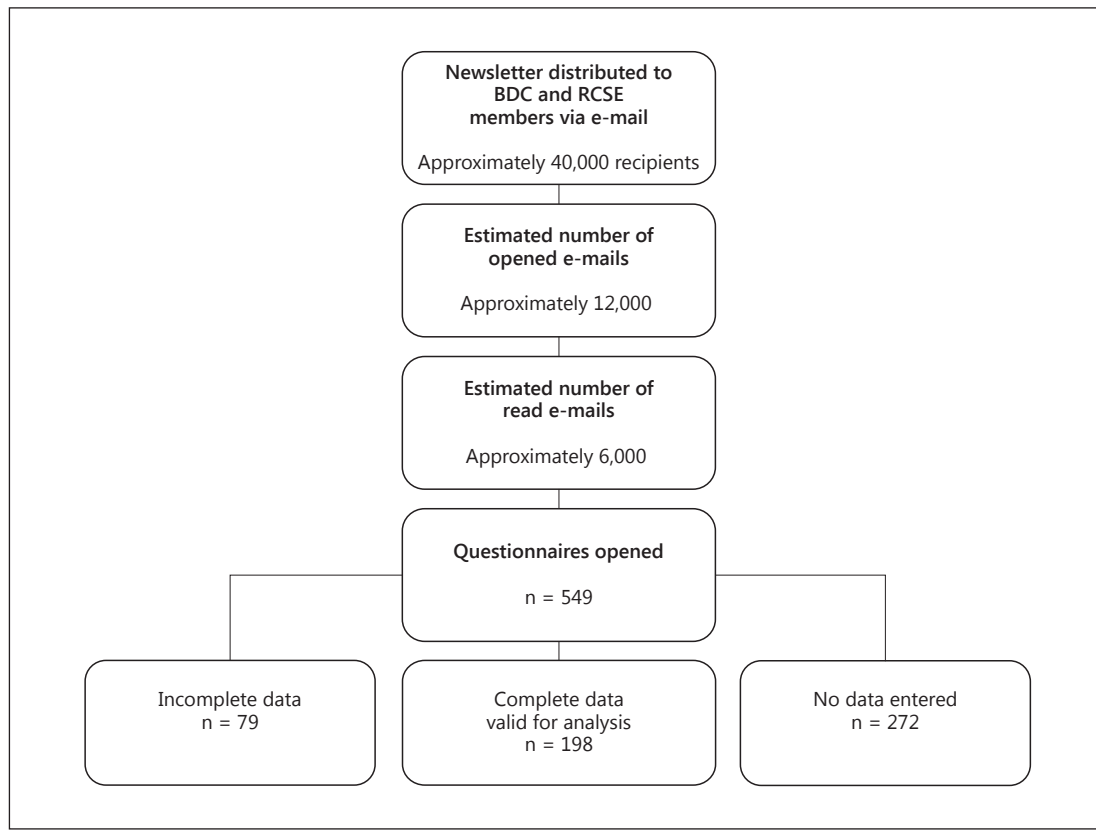 Newsletter distributed to
BDC and RCSE
members via e-mail
Approximately 40,000 recipients
Estimated number of
opened e-mails
Approximately 12,000
Estimated number of
read e-mails
Approximately 6,000
Questionnaires opened
n = 549
Incomplete data
n = 79
Complete data
valid for analysis
n = 198
No data entered
n = 272